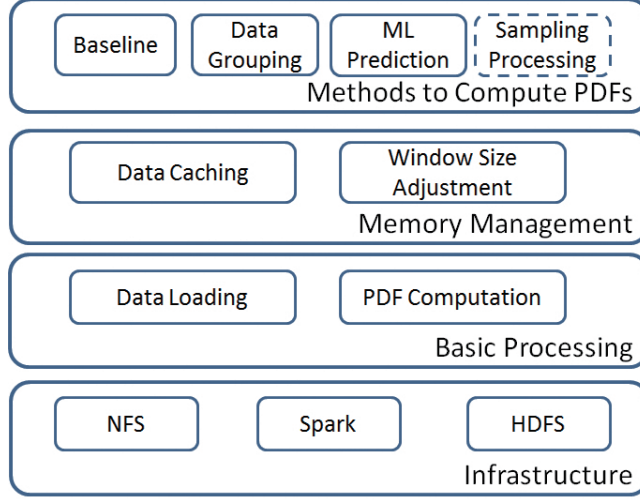 Baseline
Data
Grouping
ML
Prediction
Sampling
Processing
Methods to Compute PDFs
Data Caching
Window Size
Adjustment
Memory Management
Data Loading
PDF Computation
Basic Processing
NFS
Spark
HDFS
Infrastructure